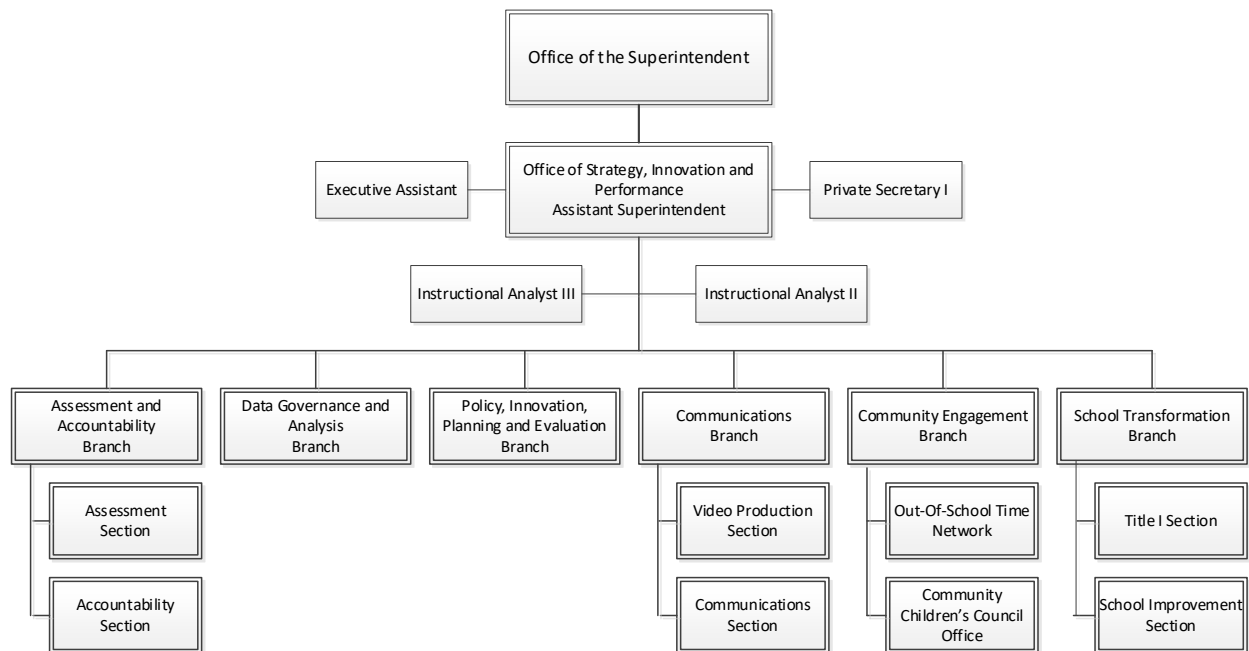 Office of the Superintendent
Executive Assistant
Office of Strategy, Innovation and
Performance
Assistant Superintendent
Private Secretary I
Instructional Analyst III
Instructional Analyst II
Assessment and
Accountability
Branch
Data Governance and
Analysis
Branch
Policy, Innovation,
Planning and Evaluation
Branch
Communications
Branch
Community Engagement
Branch
School Transformation
Branch
Assessment
Section
Video Production
Section
Out-Of-School Time
Network
Title I Section
Accountability
Section
Communications
Section
Community
Children’s Council
Office
School Improvement
Section